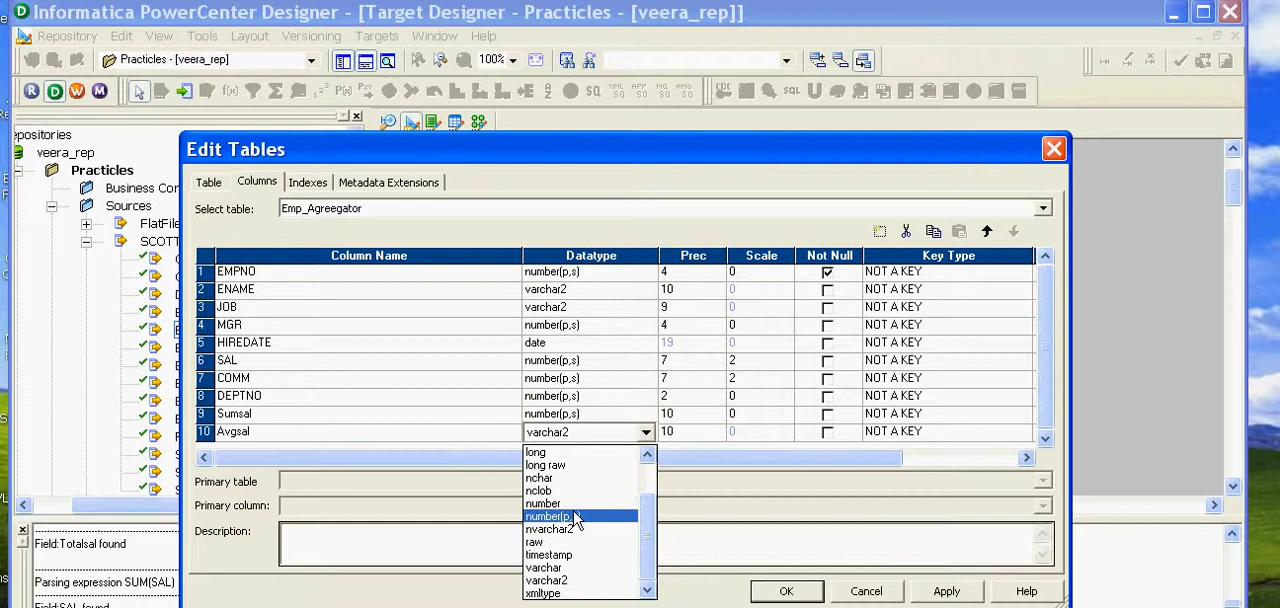 Informatica PowerCenter Designer - [Target Designer - Practicles - [veera_rep]]
Repository Edit View Tools Layout Versioning Targets Window Help
Practicles - [veera_rep] 100%
R D W M
epositories
veera_rep
Practicles
Business Con
Sources
FlatFile
SCOTT
Edit Tables
Table Columns Indexes Metadata Extensions
Select table: Emp_Agreegator
Column Name Datatype Prec Scale Not Null Key Type
1 EMPNO number(p,s) 4 0 NOT A KEY
2 ENAME varchar2 10 0 NOT A KEY
3 JOB varchar2 9 0 NOT A KEY
4 MGR number(p,s) 4 0 NOT A KEY
5 HIREDATE date 19 0 NOT A KEY
6 SAL number(p,s) 7 2 NOT A KEY
7 COMM number(p,s) 7 2 NOT A KEY
8 DEPTNO number(p,s) 2 0 NOT A KEY
9 Sumsal number(p,s) 10 0 NOT A KEY
10 Avgsal varchar2 10 0 NOT A KEY
long
long raw
nchar
nclob
number
number(p,s)
nvarchar2
raw
timestamp
varchar
varchar2
xmltype
Primary table
Primary column:
Description:
OK Cancel Apply Help
Field:Totalsal found
Parsing expression SUM(SAL)
Field:SAL found